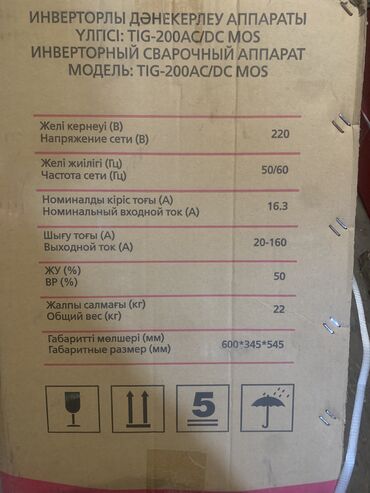 ИНВЕРТОРЛЫ ДӘНЕКЕРЛЕУ АППАРАТЫ
ҮЛГІСІ: TIG-200AC/DC MOS
ИНВЕРТОРНЫЙ СВАРОЧНЫЙ АППАРАТ
МОДЕЛЬ: TIG-200AC/DC MOS
Желі кернеуі (В)
Напряжение сети (В) 220
Желі жиілігі (Гц)
Частота сети (Гц) 50/60
Номиналды кіріс тоғы (А)
Номинальный входной ток (А) 16.3
Шығу тоғы (А)
Выходной ток (А) 20-160
ЖУ (%)
ВР (%) 50
Жалпы салмағы (кг)
Общий вес (кг) 22
Габаритті мөлшері (мм)
Габаритные размер (мм) 600*345*545
5